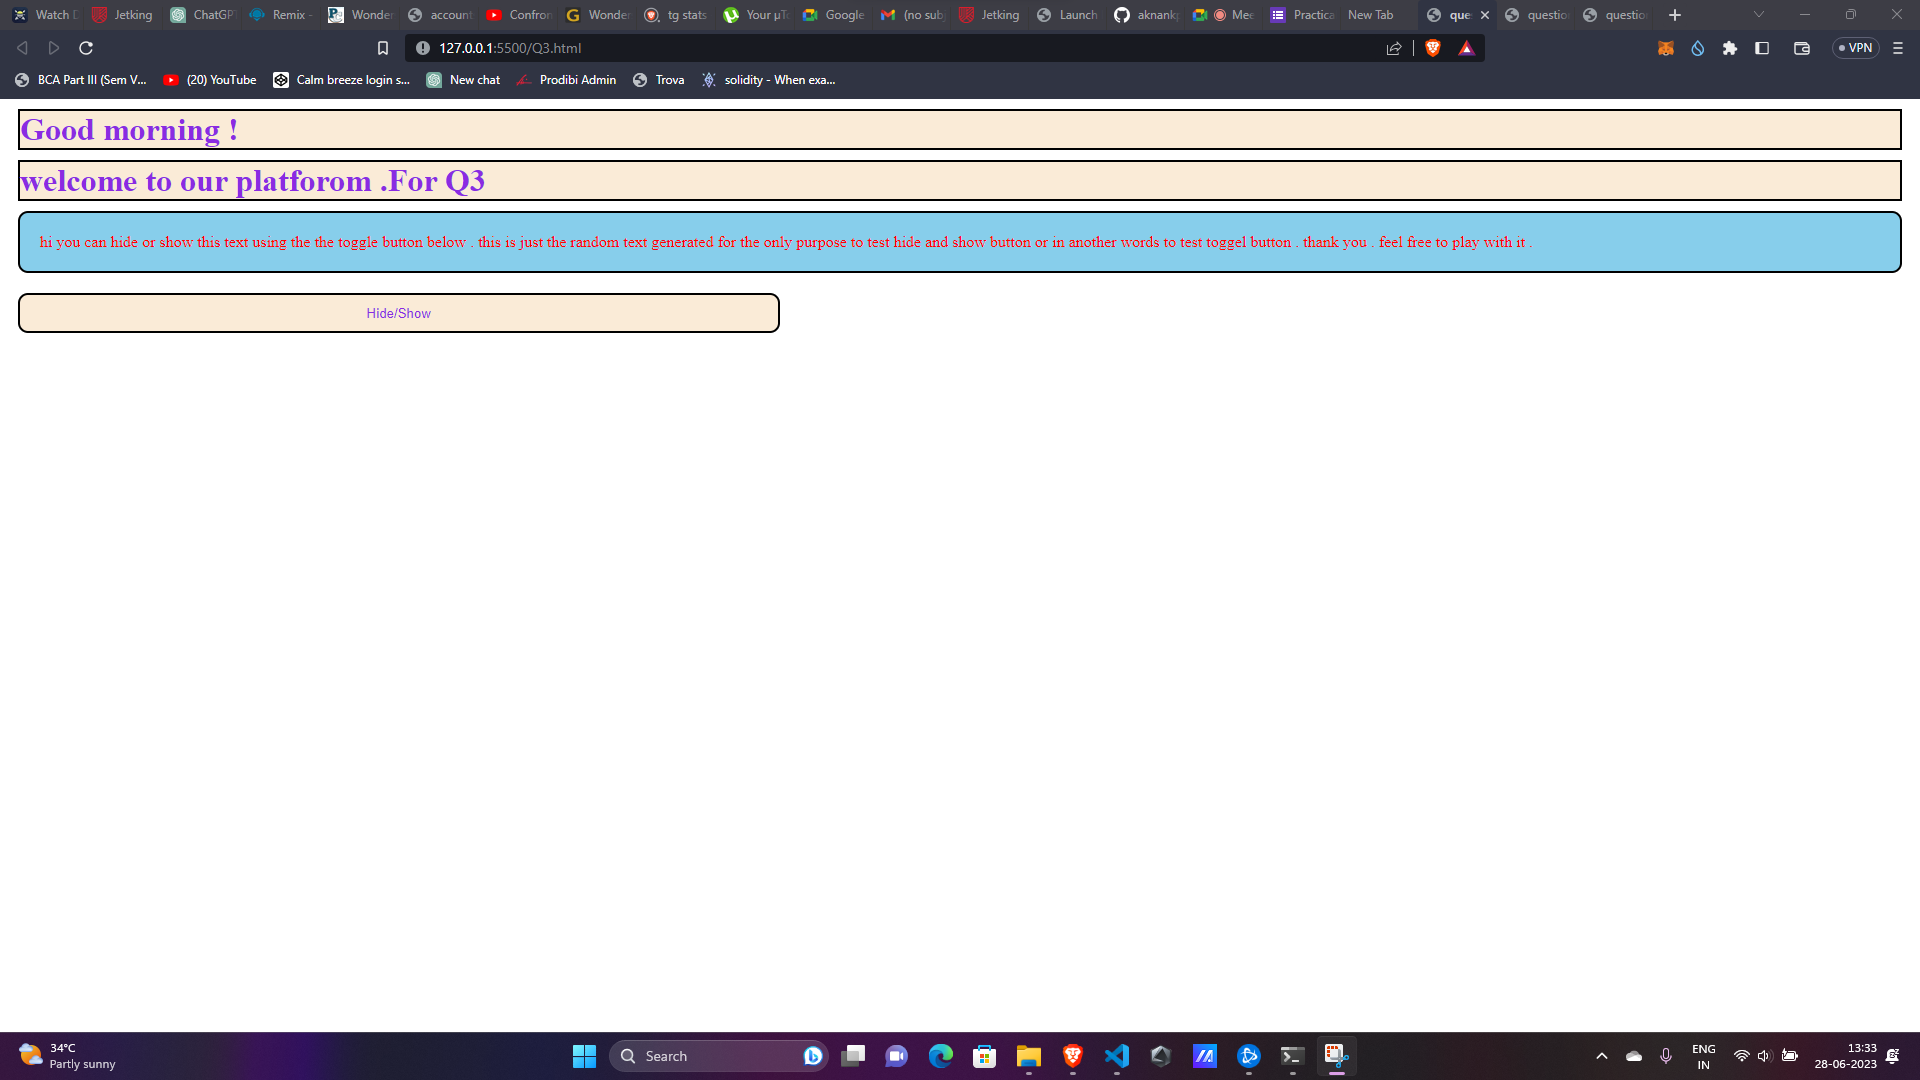 Watch D Jetking ChatGP Remix - Wonder account Confron Wonder tg stats Your µTo Google (no subj Jetking Launch aknank Mee Practica New Tab que questio questio
127.0.0.1:5500/Q3.html VPN
BCA Part III (Sem V... (20) YouTube Calm breeze login s... New chat Prodibi Admin Trova solidity - When exa...
Good morning !
welcome to our platforom .For Q3
hi you can hide or show this text using the the toggle button below . this is just the random text generated for the only purpose to test hide and show button or in another words to test toggel button . thank you . feel free to play with it .
Hide/Show
34°C
Partly sunny
Search
ENG
IN
13:33
28-06-2023